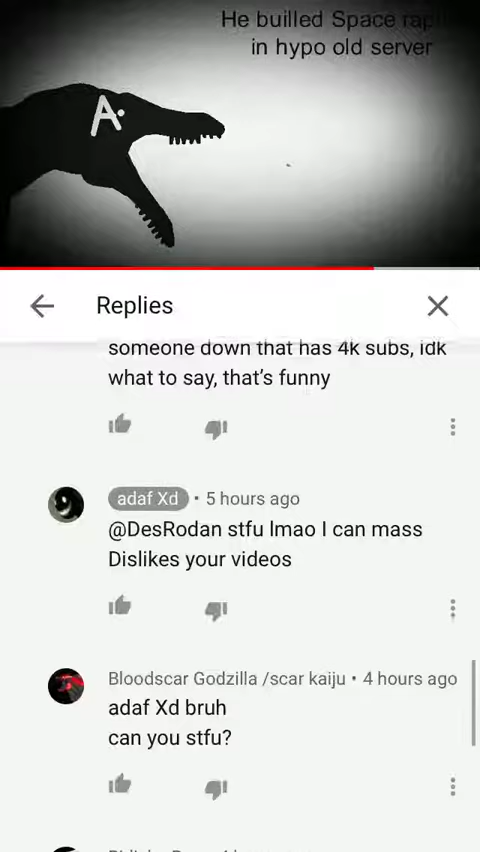 He builled Space
in hypo old server
A:
Replies
someone down that has 4k subs, idk
what to say, that's funny
adaf Xd • 5 hours ago
@DesRodan stfu lmao I can mass
Dislikes your videos
Bloodscar Godzilla /scar kaiju • 4 hours ago
adaf Xd bruh
can you stfu?